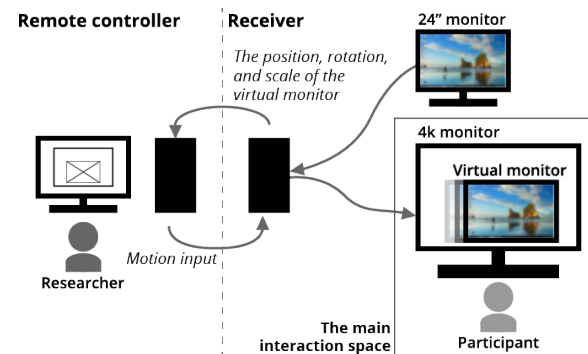 Remote controller
Receiver
24” monitor
The position, rotation,
and scale of the
virtual monitor
4k monitor
Virtual monitor
Motion input
Researcher
The main
interaction space
Participant